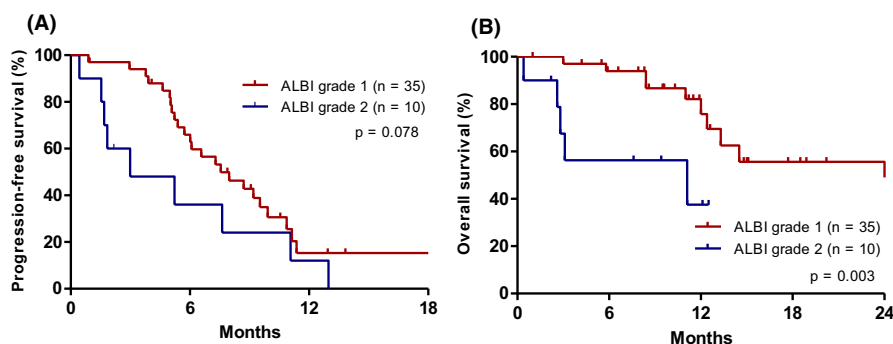 (A)
Progression-free survival (%)
100
80
60
40
20
0
0 6 12 18
Months
ALBI grade 1 (n = 35)
ALBI grade 2 (n = 10)
p = 0.078
(B)
Overall survival (%)
100
80
60
40
20
0
0 6 12 18 24
Months
ALBI grade 1 (n = 35)
ALBI grade 2 (n = 10)
p = 0.003